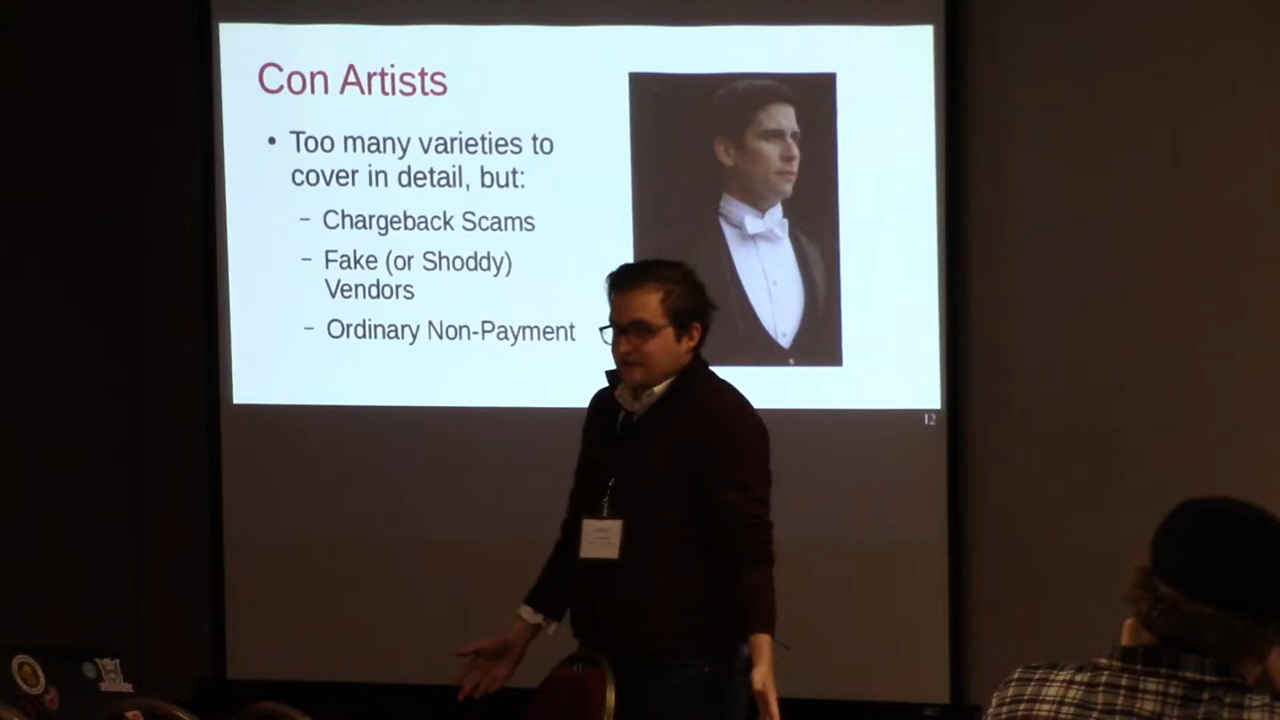 Con Artists
• Too many varieties to
cover in detail, but:
– Chargeback Scams
– Fake (or Shoddy)
Vendors
– Ordinary Non-Payment
12